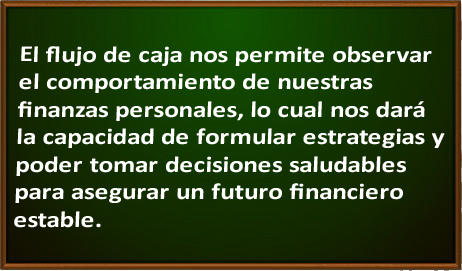 El flujo de caja nos permite observar
el comportamiento de nuestras
finanzas personales, lo cual nos dará
la capacidad de formular estrategias y
poder tomar decisiones saludables
para asegurar un futuro financiero
estable.